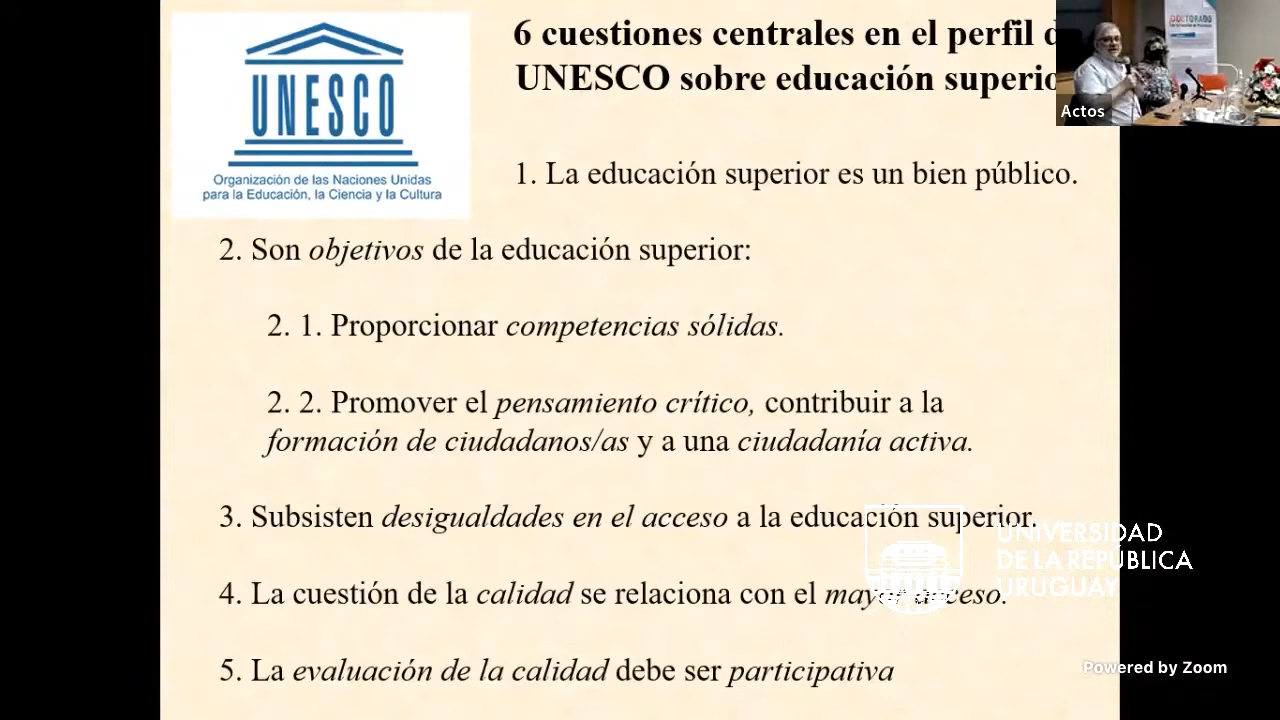 UNESCO
Organización de las Naciones Unidas
para la Educación, la Ciencia y la Cultura
6 cuestiones centrales en el perfil
UNESCO sobre educación
1. La educación superior es un bien público.
2. Son objetivos de la educación superior:
2. 1. Proporcionar competencias sólidas.
2. 2. Promover el pensamiento crítico, contribuir a la
formación de ciudadanos/as y a una ciudadanía activa.
3. Subsisten desigualdades en el acceso a la educación superior.
4. La cuestión de la calidad se relaciona con el mayor acceso.
5. La evaluación de la calidad debe ser participativa
DOCTORADO
Actos
UNIVERSIDAD
DE LA REPÚBLICA
URUGUAY
Powered by Zoom